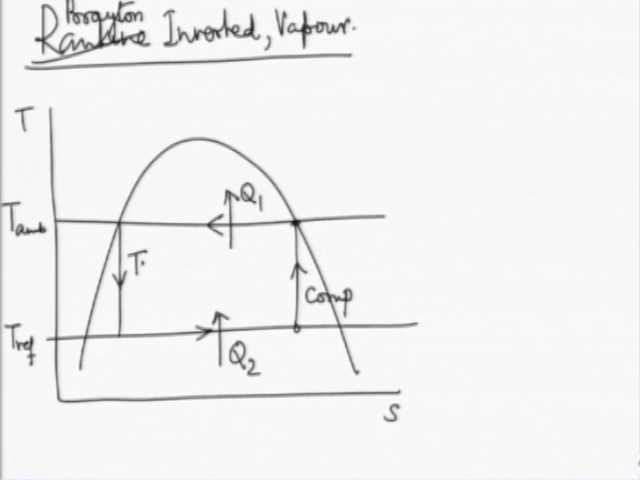 Brayton
Rankine Inverted, Vapour.
T
Tamb
Q1
T.
Comp
Tref
Q2
S